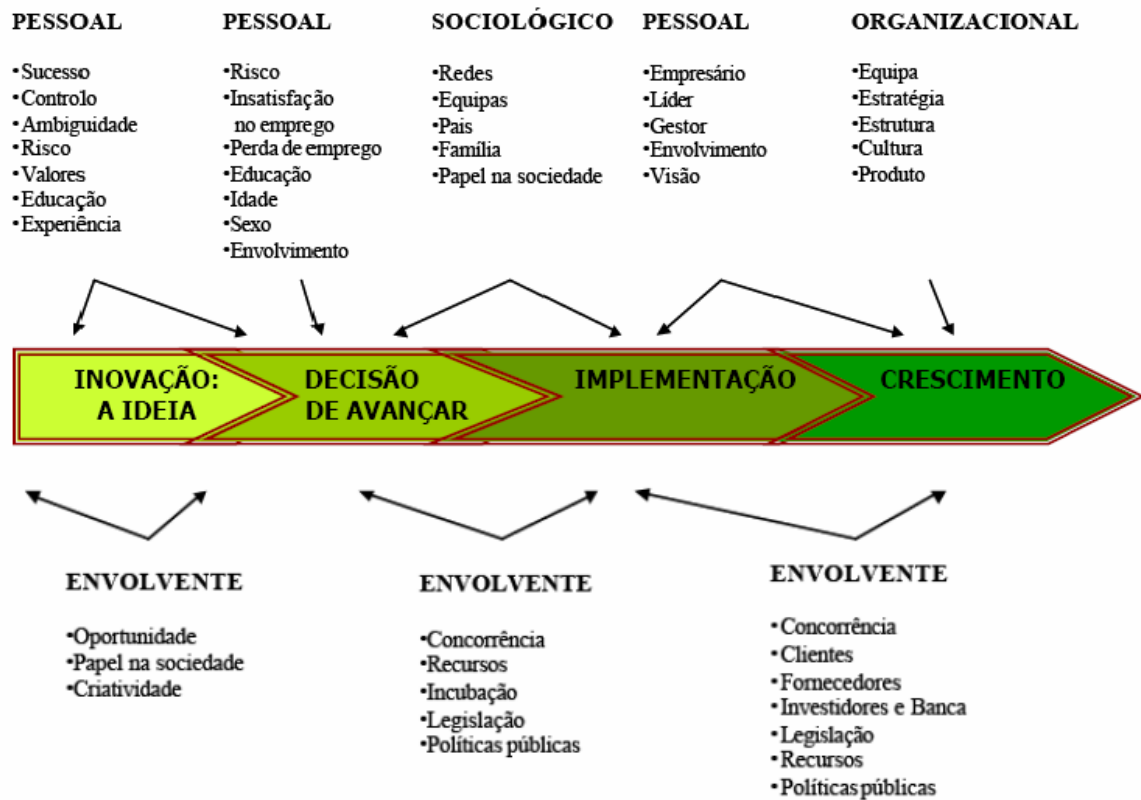 PESSOAL
•Sucesso
•Controlo
•Ambiguidade
•Risco
•Valores
•Educação
•Experiência
PESSOAL
•Risco
•Insatisfação
no emprego
•Perda de emprego
•Educação
•Idade
•Sexo
•Envolvimento
SOCIOLÓGICO
•Redes
•Equipas
•Pais
•Família
•Papel na sociedade
PESSOAL
•Empresário
•Líder
•Gestor
•Envolvimento
•Visão
ORGANIZACIONAL
•Equipa
•Estratégia
•Estrutura
•Cultura
•Produto
INOVAÇÃO:
A IDEIA
DECISÃO
DE AVANÇAR
IMPLEMENTAÇÃO
CRESCIMENTO
ENVOLVENTE
•Oportunidade
•Papel na sociedade
•Criatividade
ENVOLVENTE
•Concorrência
•Recursos
•Incubação
•Legislação
•Políticas públicas
ENVOLVENTE
•Concorrência
•Clientes
•Fornecedores
•Investidores e Banca
•Legislação
•Recursos
•Políticas públicas